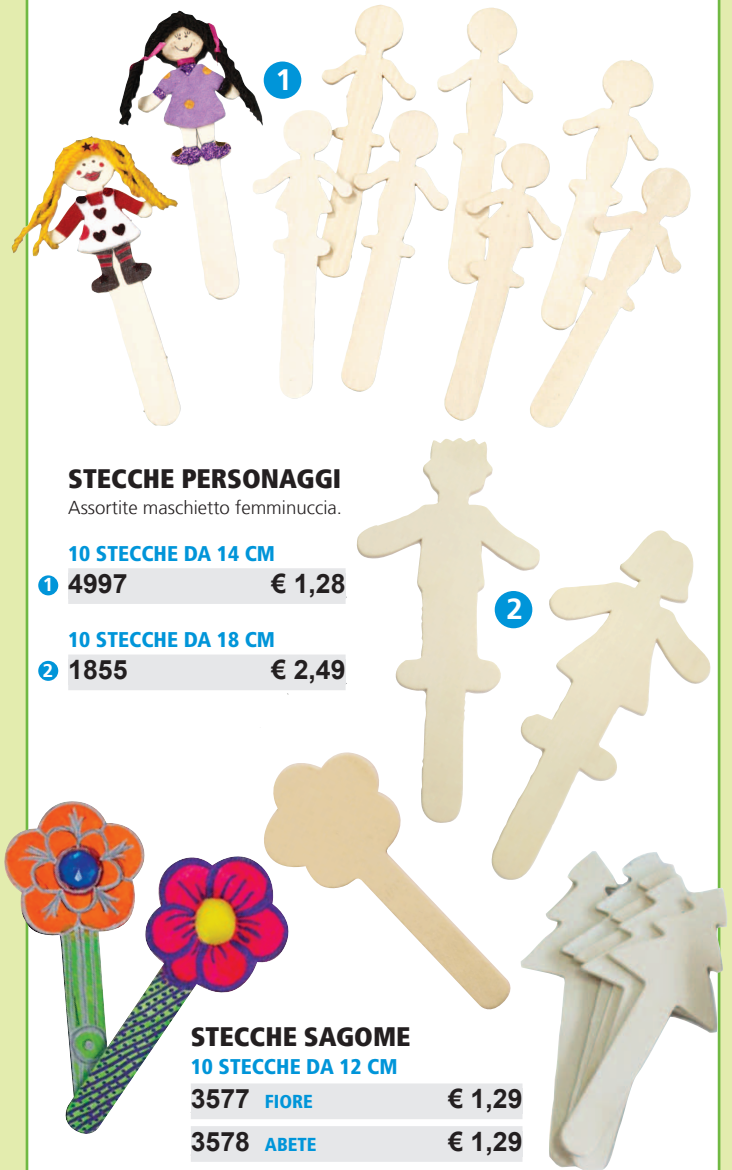 1
STECCHE PERSONAGGI
Assortite maschietto femminuccia.
10 STECCHE DA 14 CM
1 4997 € 1,28
10 STECCHE DA 18 CM
2 1855 € 2,49
2
STECCHE SAGOME
10 STECCHE DA 12 CM
3577 FIORE € 1,29
3578 ABETE € 1,29